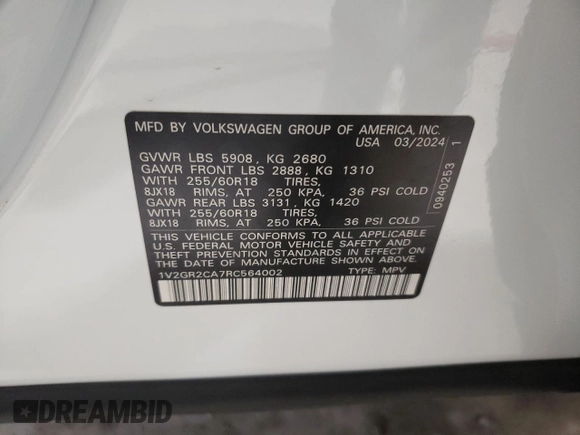 MFD BY VOLKSWAGEN GROUP OF AMERICA, INC.
USA 03/2024
GVWR LBS 5908, KG 2680
GAWR FRONT LBS 2888, KG 1310
WITH 255/60R18 TIRES,
8JX18 RIMS, AT 250 KPA, 36 PSI COLD
GAWR REAR LBS 3131, KG 1420
WITH 255/60R18 TIRES,
8JX18 RIMS, AT 250 KPA, 36 PSI COLD
THIS VEHICLE CONFORMS TO ALL APPLICABLE
U.S. FEDERAL MOTOR VEHICLE SAFETY AND
THEFT PREVENTION STANDARDS IN EFFECT ON THE
DATE OF MANUFACTURE SHOWN ABOVE.
1V2GR2CA7RC564002 TYPE: MPV
0940253 1
DREAMBID